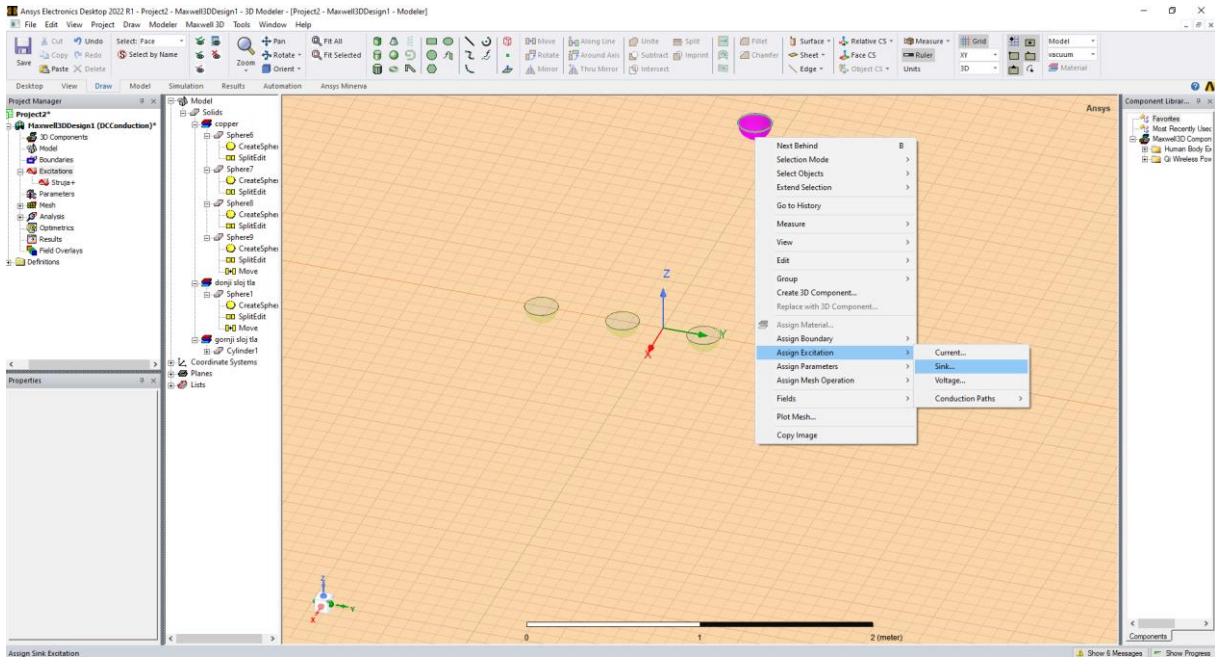 Ansys Electronics Desktop 2022 R1 - Project2 - Maxwell3DDesign1 - 3D Modeler - [Project2 - Maxwell3DDesign1 - Modeler]
File Edit View Project Draw Modeler Maxwell 3D Tools Window Help
Save
Cut Undo
Copy Redo
Paste Delete
Select: Face
Select by Name
Zoom
Pan
Rotate
Orient
Fit All
Fit Selected
Move Along Line Unite Split
Rotate Around Axis Subtract Imprint
Mirror Thru Mirror Intersect
Fillet
Chamfer
Surface Relative CS
Sheet Face CS
Edge Object CS
Measure
Ruler
Units
Grid
XY
3D
Model
vacuum
Material
Desktop View Draw Model Simulation Results Automation Ansys Minerva
Project Manager
Project2*
Maxwell3DDesign1 (DCConduction)*
3D Components
Model
Boundaries
Excitations
Struja+
Parameters
Mesh
Analysis
Optimetrics
Results
Field Overlays
Definitions
Properties
Model
Solids
copper
Sphere6
CreateSpher
SplitEdit
Sphere7
CreateSpher
SplitEdit
Sphere8
CreateSpher
SplitEdit
Sphere9
CreateSpher
SplitEdit
Move
donji sloj tla
Sphere1
CreateSpher
SplitEdit
Move
gornji sloj tla
Cylinder1
Coordinate Systems
Planes
Lists
Ansys
Z
Y
X
Next Behind B
Selection Mode
Select Objects
Extend Selection
Go to History
Measure
View
Edit
Group
Create 3D Component...
Replace with 3D Component...
Assign Material...
Assign Boundary
Assign Excitation
Assign Parameters
Assign Mesh Operation
Fields
Plot Mesh...
Copy Image
Current...
Sink...
Voltage...
Conduction Paths
Z
Y
X
0 1 2 (meter)
Component Librar...
Favorites
Most Recently Usec
Maxwell3D Compon
Human Body Ex
Qi Wireless Pow
Components
Assign Sink Excitation
Show 6 Messages Show Progress